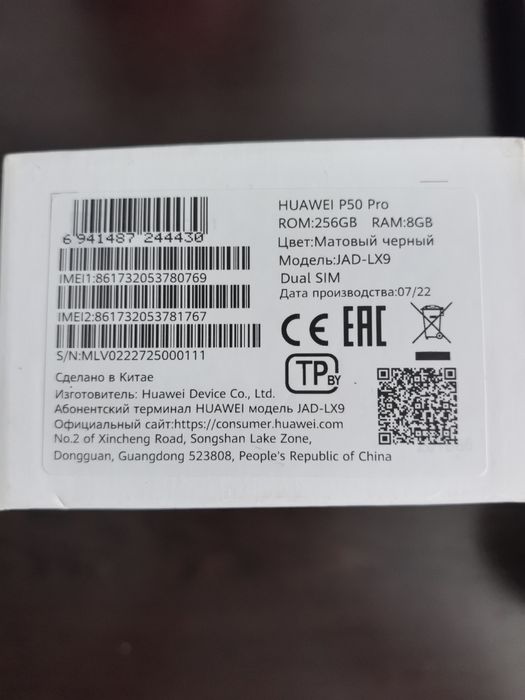 6 941487 244430
IMEI1:861732053780769
IMEI2:861732053781767
S/N:MLV0222725000111
HUAWEI P50 Pro
ROM:256GB RAM:8GB
Цвет:Матовый черный
Модель:JAD-LX9
Dual SIM
Дата производства:07/22
CE EAC
TP BY
Сделано в Китае
Изготовитель: Huawei Device Co., Ltd.
Абонентский терминал HUAWEI модель JAD-LX9
Официальный сайт:https://consumer.huawei.com
No.2 of Xincheng Road, Songshan Lake Zone,
Dongguan, Guangdong 523808, People's Republic of China